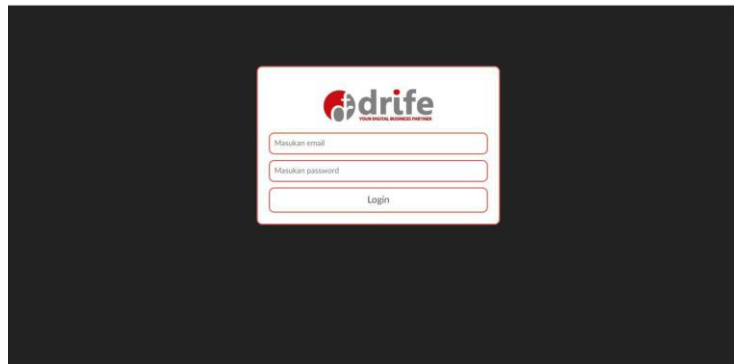 drife
YOUR DIGITAL BUSINESS PARTNER
Masukan email
Masukan password
Login